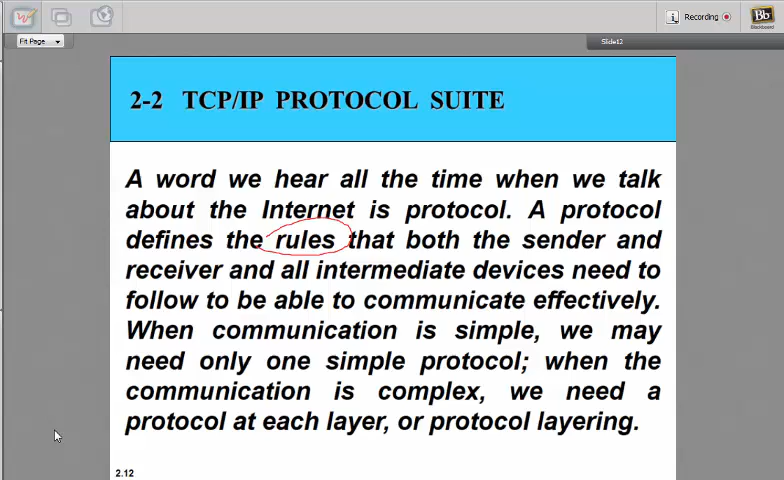 Recording
Bb
Blackboard
Fit Page
Slide12
2-2 TCP/IP PROTOCOL SUITE
A word we hear all the time when we talk
about the Internet is protocol. A protocol
defines the rules that both the sender and
receiver and all intermediate devices need to
follow to be able to communicate effectively.
When communication is simple, we may
need only one simple protocol; when the
communication is complex, we need a
protocol at each layer, or protocol layering.
2.12